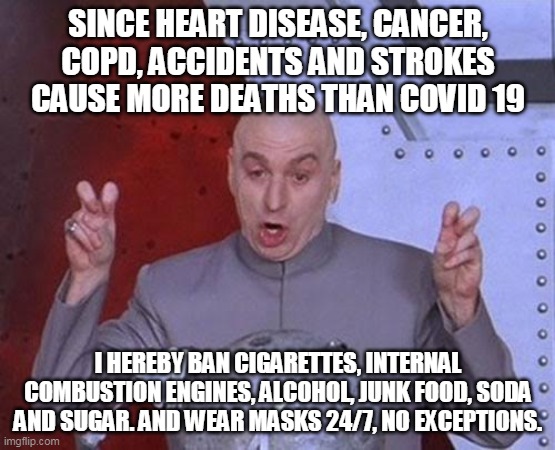 SINCE HEART DISEASE, CANCER,
COPD, ACCIDENTS AND STROKES
CAUSE MORE DEATHS THAN COVID 19
I HEREBY BAN CIGARETTES, INTERNAL
COMBUSTION ENGINES, ALCOHOL, JUNK FOOD, SODA
AND SUGAR. AND WEAR MASKS 24/7, NO EXCEPTIONS.
imgflip.com